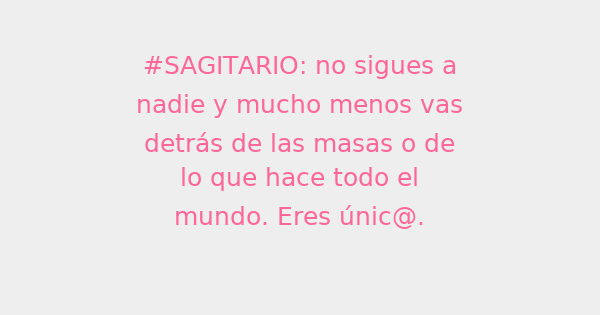 #SAGITARIO: no sigues a
nadie y mucho menos vas
detrás de las masas o de
lo que hace todo el
mundo. Eres únic@.